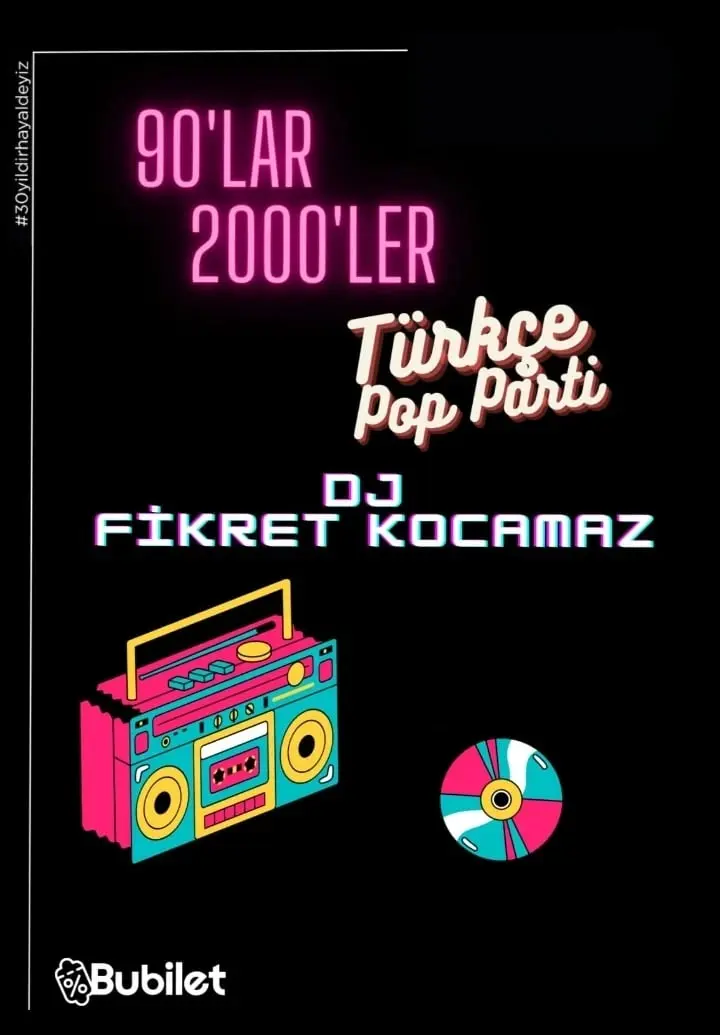 #30yildirhayaldeyiz
90'LAR
2000'LER
Türkçe
Pop Parti
DJ
FİKRET KOCAMAZ
Bubilet